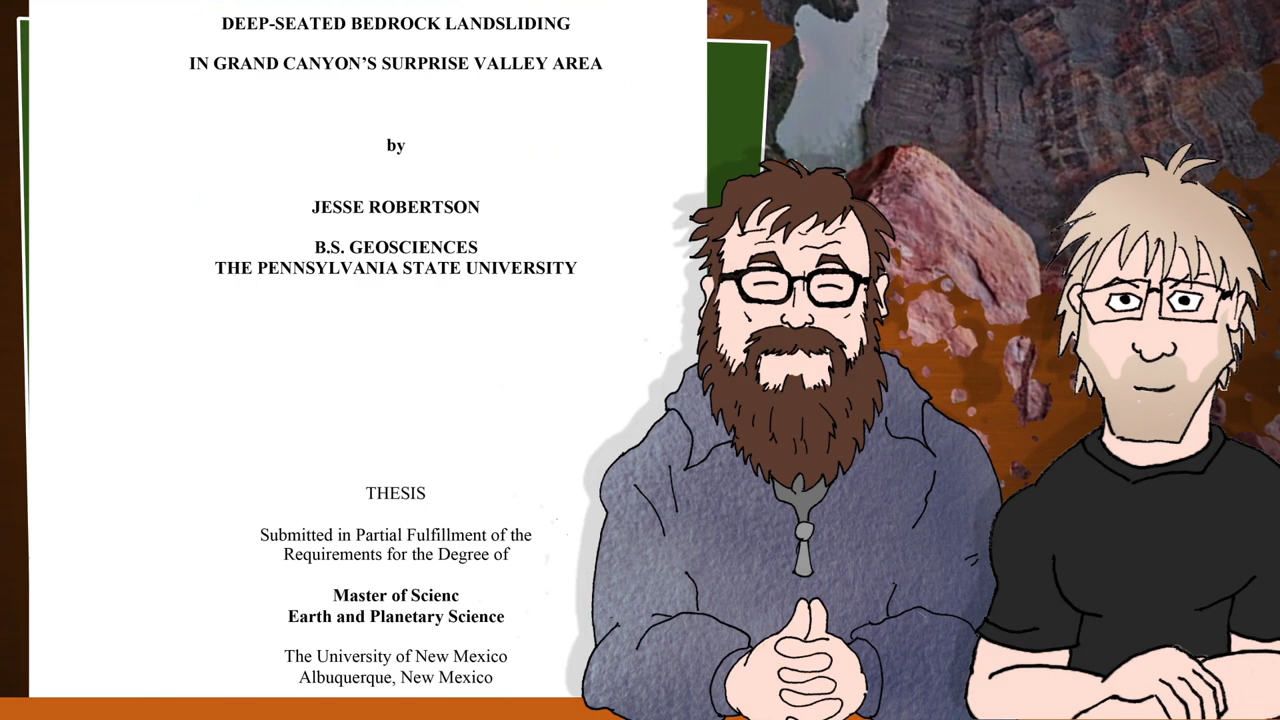 DEEP-SEATED BEDROCK LANDSLIDING
IN GRAND CANYON'S SURPRISE VALLEY AREA
by
JESSE ROBERTSON
B.S. GEOSCIENCES
THE PENNSYLVANIA STATE UNIVERSITY
THESIS
Submitted in Partial Fulfillment of the
Requirements for the Degree of
Master of Scienc
Earth and Planetary Science
The University of New Mexico
Albuquerque, New Mexico